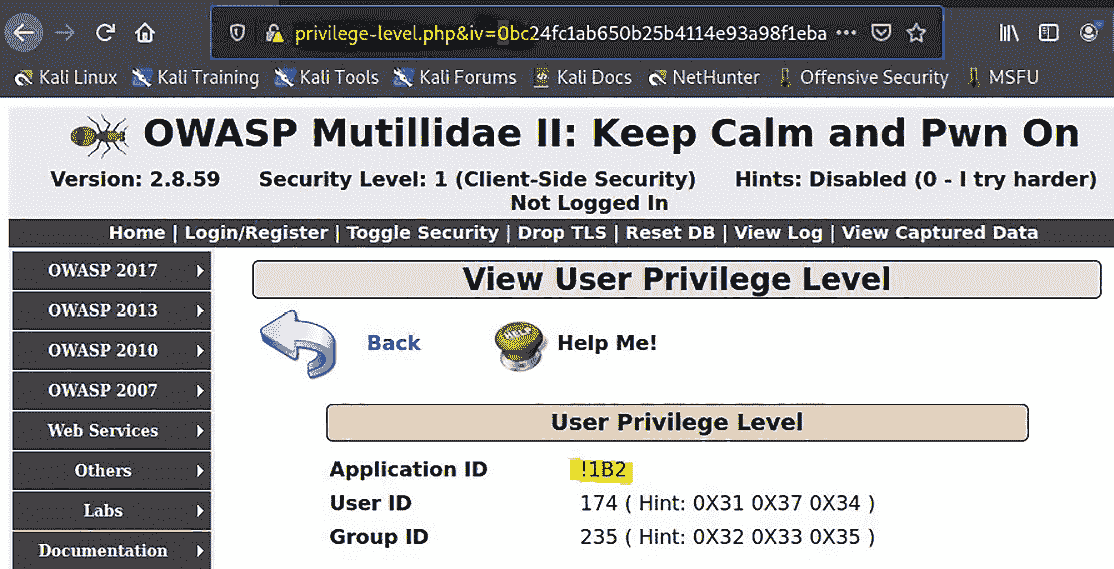 privilege-level.php&iv=0bc24fc1ab650b25b4114e93a98f1eba
Kali Linux Kali Training Kali Tools Kali Forums Kali Docs NetHunter Offensive Security MSFU
OWASP Mutillidae II: Keep Calm and Pwn On
Version: 2.8.59 Security Level: 1 (Client-Side Security) Hints: Disabled (0 - I try harder)
Not Logged In
Home | Login/Register | Toggle Security | Drop TLS | Reset DB | View Log | View Captured Data
OWASP 2017
OWASP 2013
OWASP 2010
OWASP 2007
Web Services
Others
Labs
Documentation
View User Privilege Level
Back Help Me!
User Privilege Level
Application ID !1B2
User ID 174 ( Hint: 0X31 0X37 0X34 )
Group ID 235 ( Hint: 0X32 0X33 0X35 )